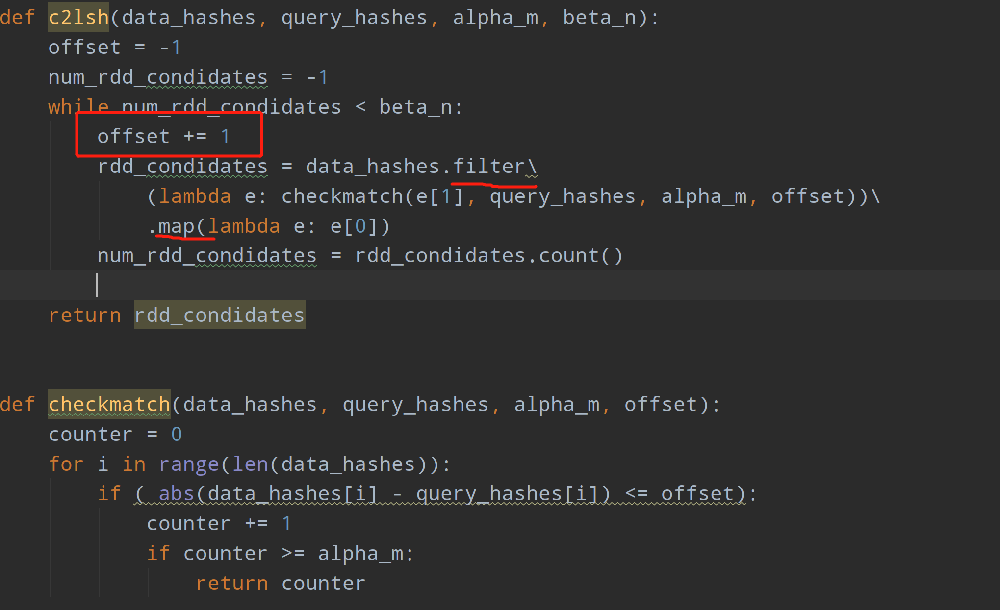 def c2lsh(data_hashes, query_hashes, alpha_m, beta_n):
offset = -1
num_rdd_condidates = -1
while num_rdd_condidates < beta_n:
offset += 1
rdd_condidates = data_hashes.filter\
(lambda e: checkmatch(e[1], query_hashes, alpha_m, offset))\
.map(lambda e: e[0])
num_rdd_condidates = rdd_condidates.count()
return rdd_condidates
def checkmatch(data_hashes, query_hashes, alpha_m, offset):
counter = 0
for i in range(len(data_hashes)):
if ( abs(data_hashes[i] - query_hashes[i]) <= offset):
counter += 1
if counter >= alpha_m:
return counter